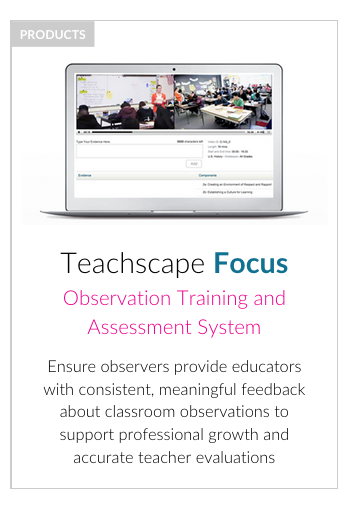 PRODUCTS
Type Your Evidence Here:
characters left
Evidence
Components
2a: Creating an Environment of Respect and Rapport
2b: Establishing a Culture for Learning
Teachscape Focus
Observation Training and
Assessment System
Ensure observers provide educators
with consistent, meaningful feedback
about classroom observations to
support professional growth and
accurate teacher evaluations